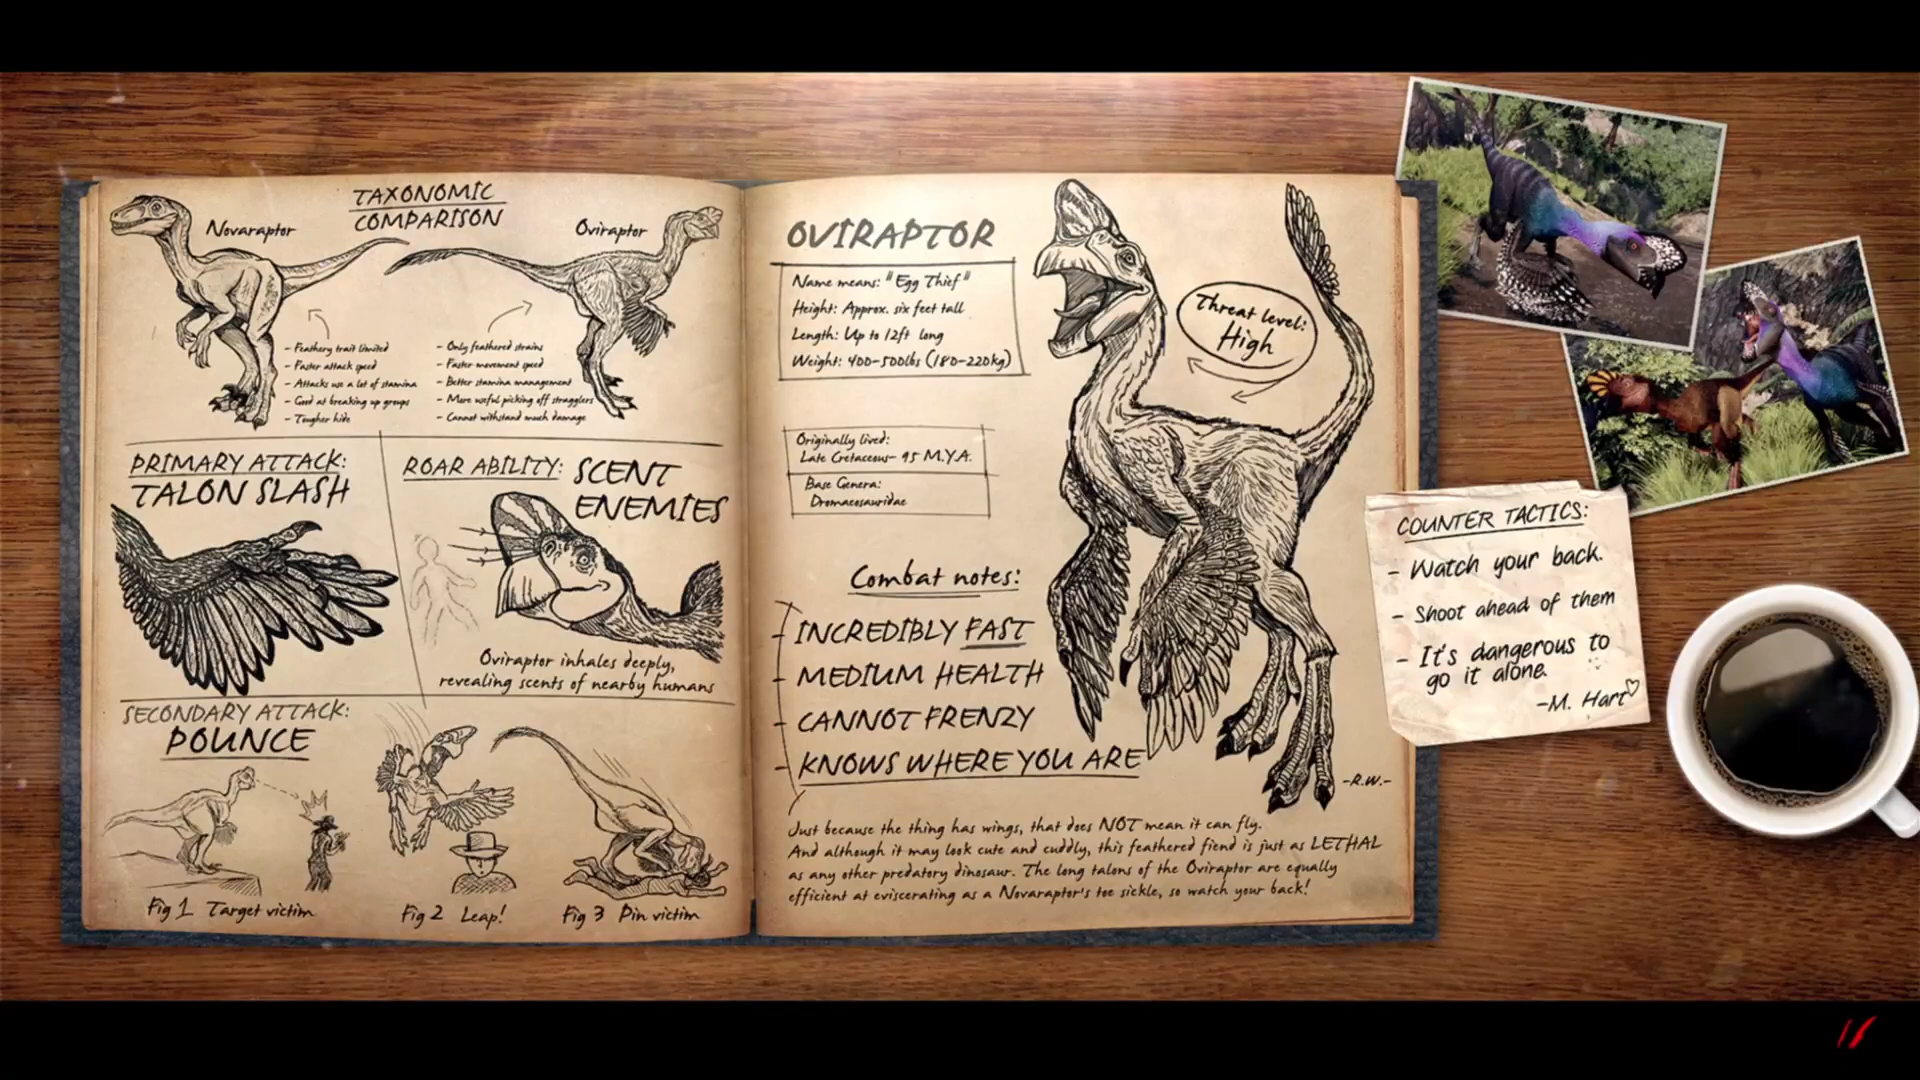 TAXONOMIC
COMPARISON
Novaraptor
Oviraptor
- Feathery trait limited
- Faster attack speed
- Attacks use a lot of stamina
- Good at breaking up groups
- Tougher hide
- Only feathered strains
- Faster movement speed
- Better stamina management
- More useful picking off stragglers
- Cannot withstand much damage
PRIMARY ATTACK:
TALON SLASH
ROAR ABILITY: SCENT
ENEMIES
Oviraptor inhales deeply,
revealing scents of nearby humans
SECONDARY ATTACK:
POUNCE
Fig 1 Target victim
Fig 2 Leap!
Fig 3 Pin victim
OVIRAPTOR
Name means: "Egg Thief"
Height: Approx. six feet tall
Length: Up to 12ft long
Weight: 400-500lbs (180-220kg)
Threat level:
High
Originally lived:
Late Cretaceous- 95 M.Y.A.
Base Genera:
Dromaeosauridae
Combat notes:
- INCREDIBLY FAST
- MEDIUM HEALTH
- CANNOT FRENZY
- KNOWS WHERE YOU ARE
-R.W.-
Just because the thing has wings, that does NOT mean it can fly.
And although it may look cute and cuddly, this feathered fiend is just as LETHAL
as any other predatory dinosaur. The long talons of the Oviraptor are equally
efficient at eviscerating as a Novaraptor's toe sickle, so watch your back!
COUNTER TACTICS:
- Watch your back.
- Shoot ahead of them
- It's dangerous to
go it alone.
-M. Hart